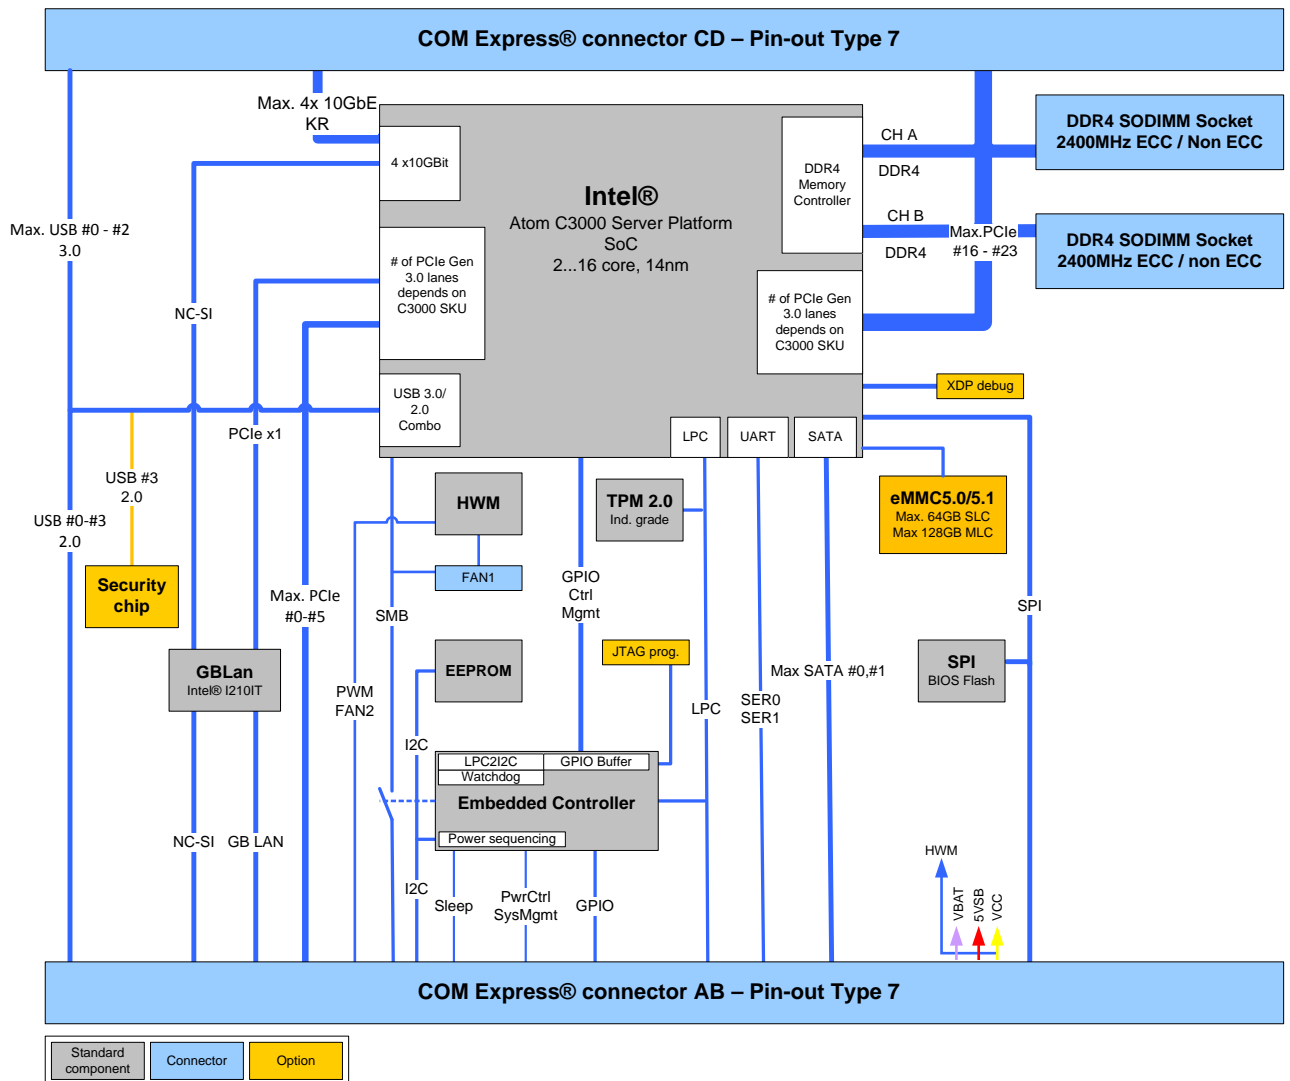 COM Express® connector CD – Pin-out Type 7
Max. 4x 10GbE
KR
4 x10GBit
Intel®
Atom C3000 Server Platform
SoC
2...16 core, 14nm
DDR4
Memory
Controller
CH A
DDR4
CH B
DDR4
DDR4 SODIMM Socket
2400MHz ECC / Non ECC
DDR4 SODIMM Socket
2400MHz ECC / non ECC
Max.PCIe
#16 - #23
Max. USB #0 - #2
3.0
# of PCIe Gen
3.0 lanes
depends on
C3000 SKU
# of PCIe Gen
3.0 lanes
depends on
C3000 SKU
NC-SI
USB 3.0/
2.0
Combo
XDP debug
PCIe x1
LPC
UART
SATA
USB #3
2.0
USB #0-#3
2.0
HWM
TPM 2.0
Ind. grade
eMMC5.0/5.1
Max. 64GB SLC
Max 128GB MLC
Security
chip
FAN1
GPIO
Ctrl
Mgmt
Max. PCIe
#0-#5
SMB
SPI
GBLan
Intel® I210IT
EEPROM
JTAG prog.
Max SATA #0,#1
SPI
BIOS Flash
PWM
FAN2
LPC
SER0
SER1
I2C
LPC2I2C
GPIO Buffer
Watchdog
Embedded Controller
Power sequencing
NC-SI
GB LAN
I2C
Sleep
PwrCtrl
SysMgmt
GPIO
HWM
VBAT
5VSB
VCC
COM Express® connector AB – Pin-out Type 7
Standard
component
Connector
Option